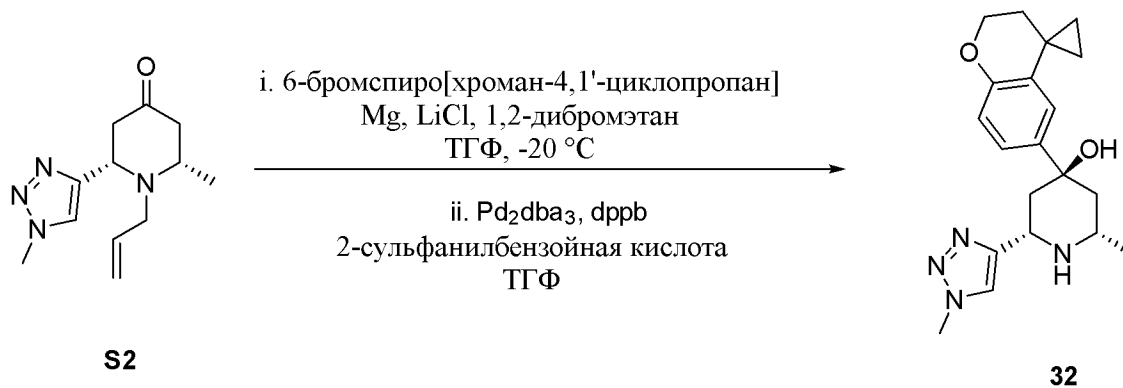 i. 6-бромспиро[хроман-4,1'-циклопропан]
Mg, LiCl, 1,2-дибромэтан
ТГФ, -20 °C
ii. Pd2dba3, dppb
2-сульфанилбензойная кислота
ТГФ
O
N
N
N
N
S2
O
OH
N
N
N
N
H
32